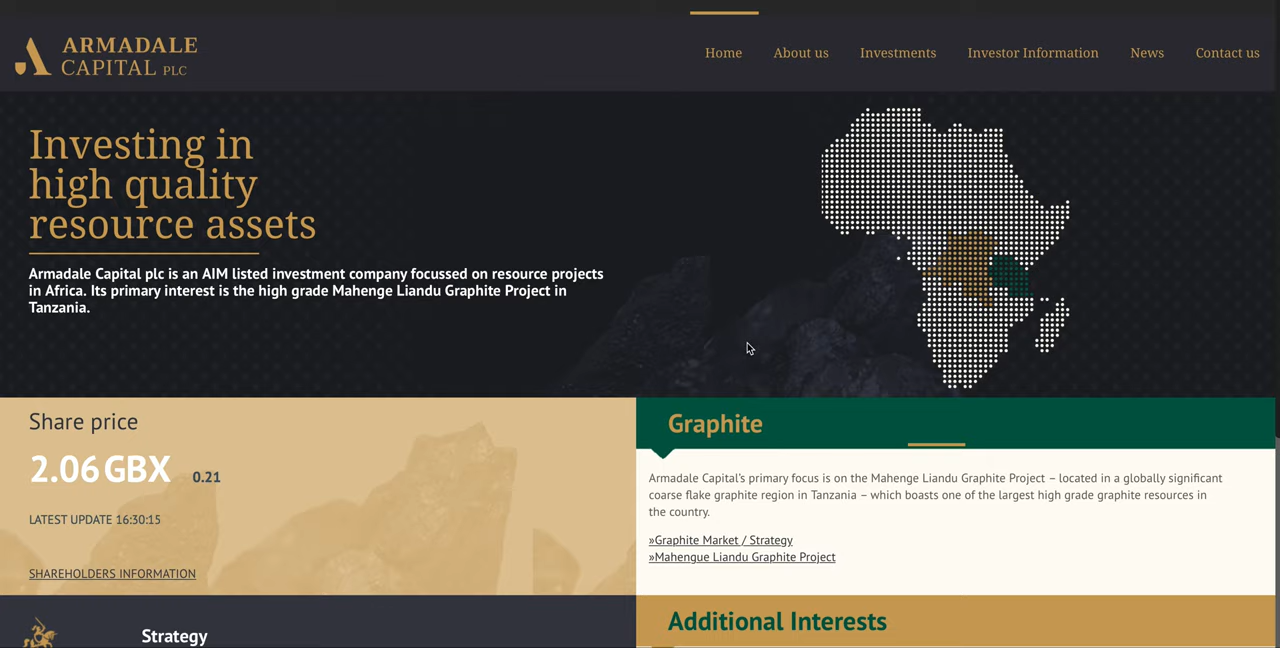 ARMADALE
CAPITAL PLC
Home About us Investments Investor Information News Contact us
Investing in
high quality
resource assets
Armadale Capital plc is an AIM listed investment company focussed on resource projects
in Africa. Its primary interest is the high grade Mahenge Liandu Graphite Project in
Tanzania.
Share price
2.06 GBX 0.21
LATEST UPDATE 16:30:15
SHAREHOLDERS INFORMATION
Graphite
Armadale Capital’s primary focus is on the Mahenge Liandu Graphite Project – located in a globally significant
coarse flake graphite region in Tanzania – which boasts one of the largest high grade graphite resources in
the country.
»Graphite Market / Strategy
»Mahengue Liandu Graphite Project
Strategy
Additional Interests